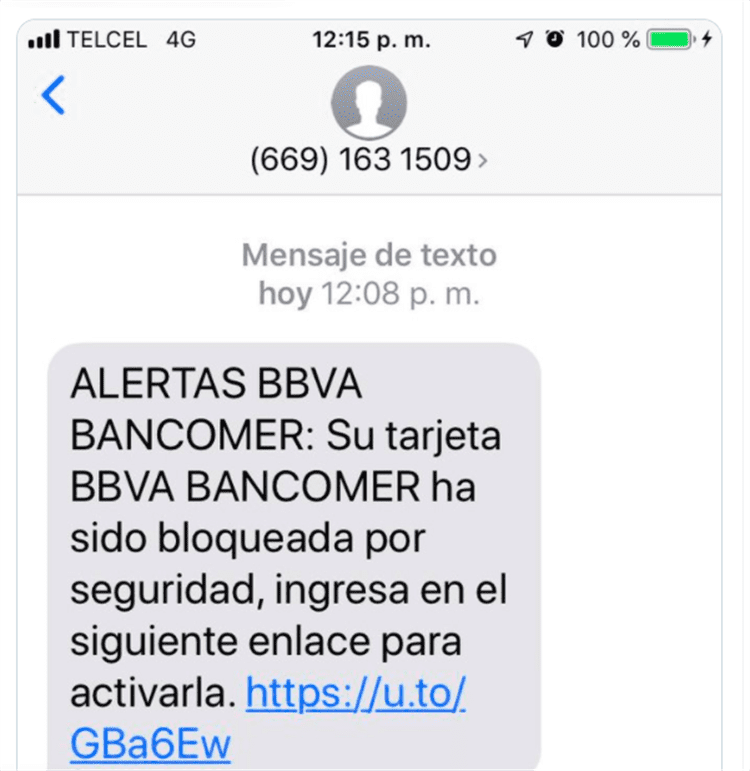 TELCEL 4G 12:15 p. m. 100 %
(669) 163 1509
Mensaje de texto
hoy 12:08 p. m.
ALERTAS BBVA
BANCOMER: Su tarjeta
BBVA BANCOMER ha
sido bloqueada por
seguridad, ingresa en el
siguiente enlace para
activarla. https://u.to/
GBa6Ew